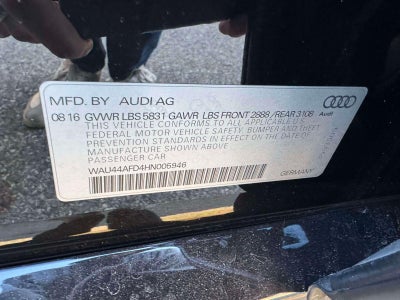 MFD. BY AUDI AG
08 16 GVWR LBS 5831 GAWR LBS FRONT 2888 / REAR 3108
Audi
THIS VEHICLE CONFORMS TO ALL APPLICABLE U.S.
FEDERAL MOTOR VEHICLE SAFETY, BUMPER AND THEFT
PREVENTION STANDARDS IN EFFECT ON THE DATE OF
MANUFACTURE SHOWN ABOVE.
PASSENGER CAR
WAU44AFD4HN005946
GERMANY